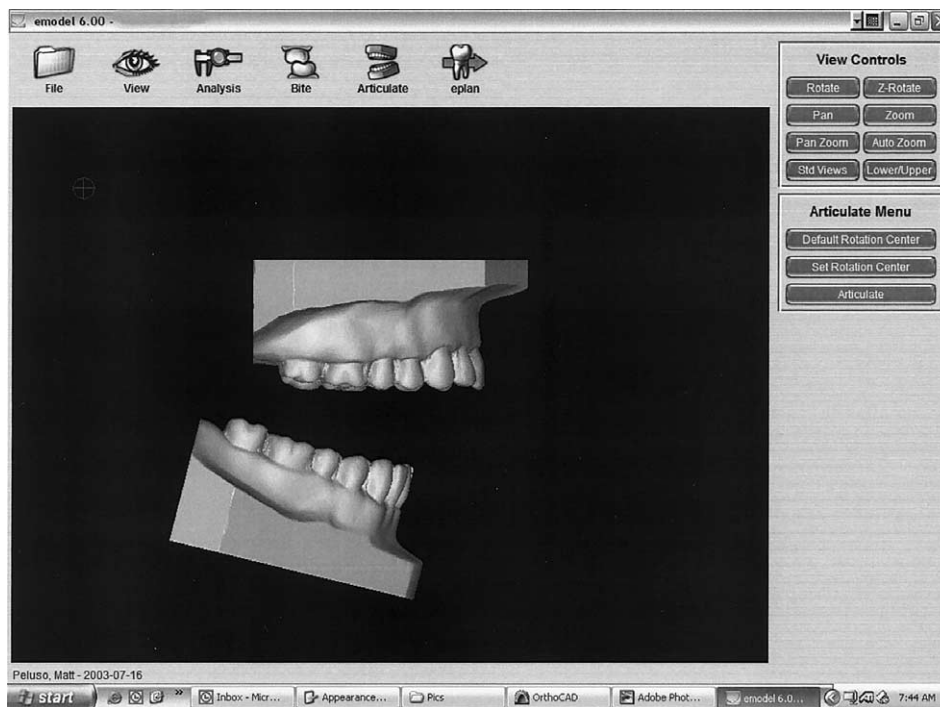 emodel 6.00 -
File View Analysis Bite Articulate eplan
View Controls
Rotate Z-Rotate
Pan Zoom
Pan Zoom Auto Zoom
Std Views Lower/Upper
Articulate Menu
Default Rotation Center
Set Rotation Center
Articulate
Peluso, Matt - 2003-07-16
start » Inbox - Micr... Appearance... Pics OrthoCAD Adobe Phot... emodel 6.0... 7:44 AM